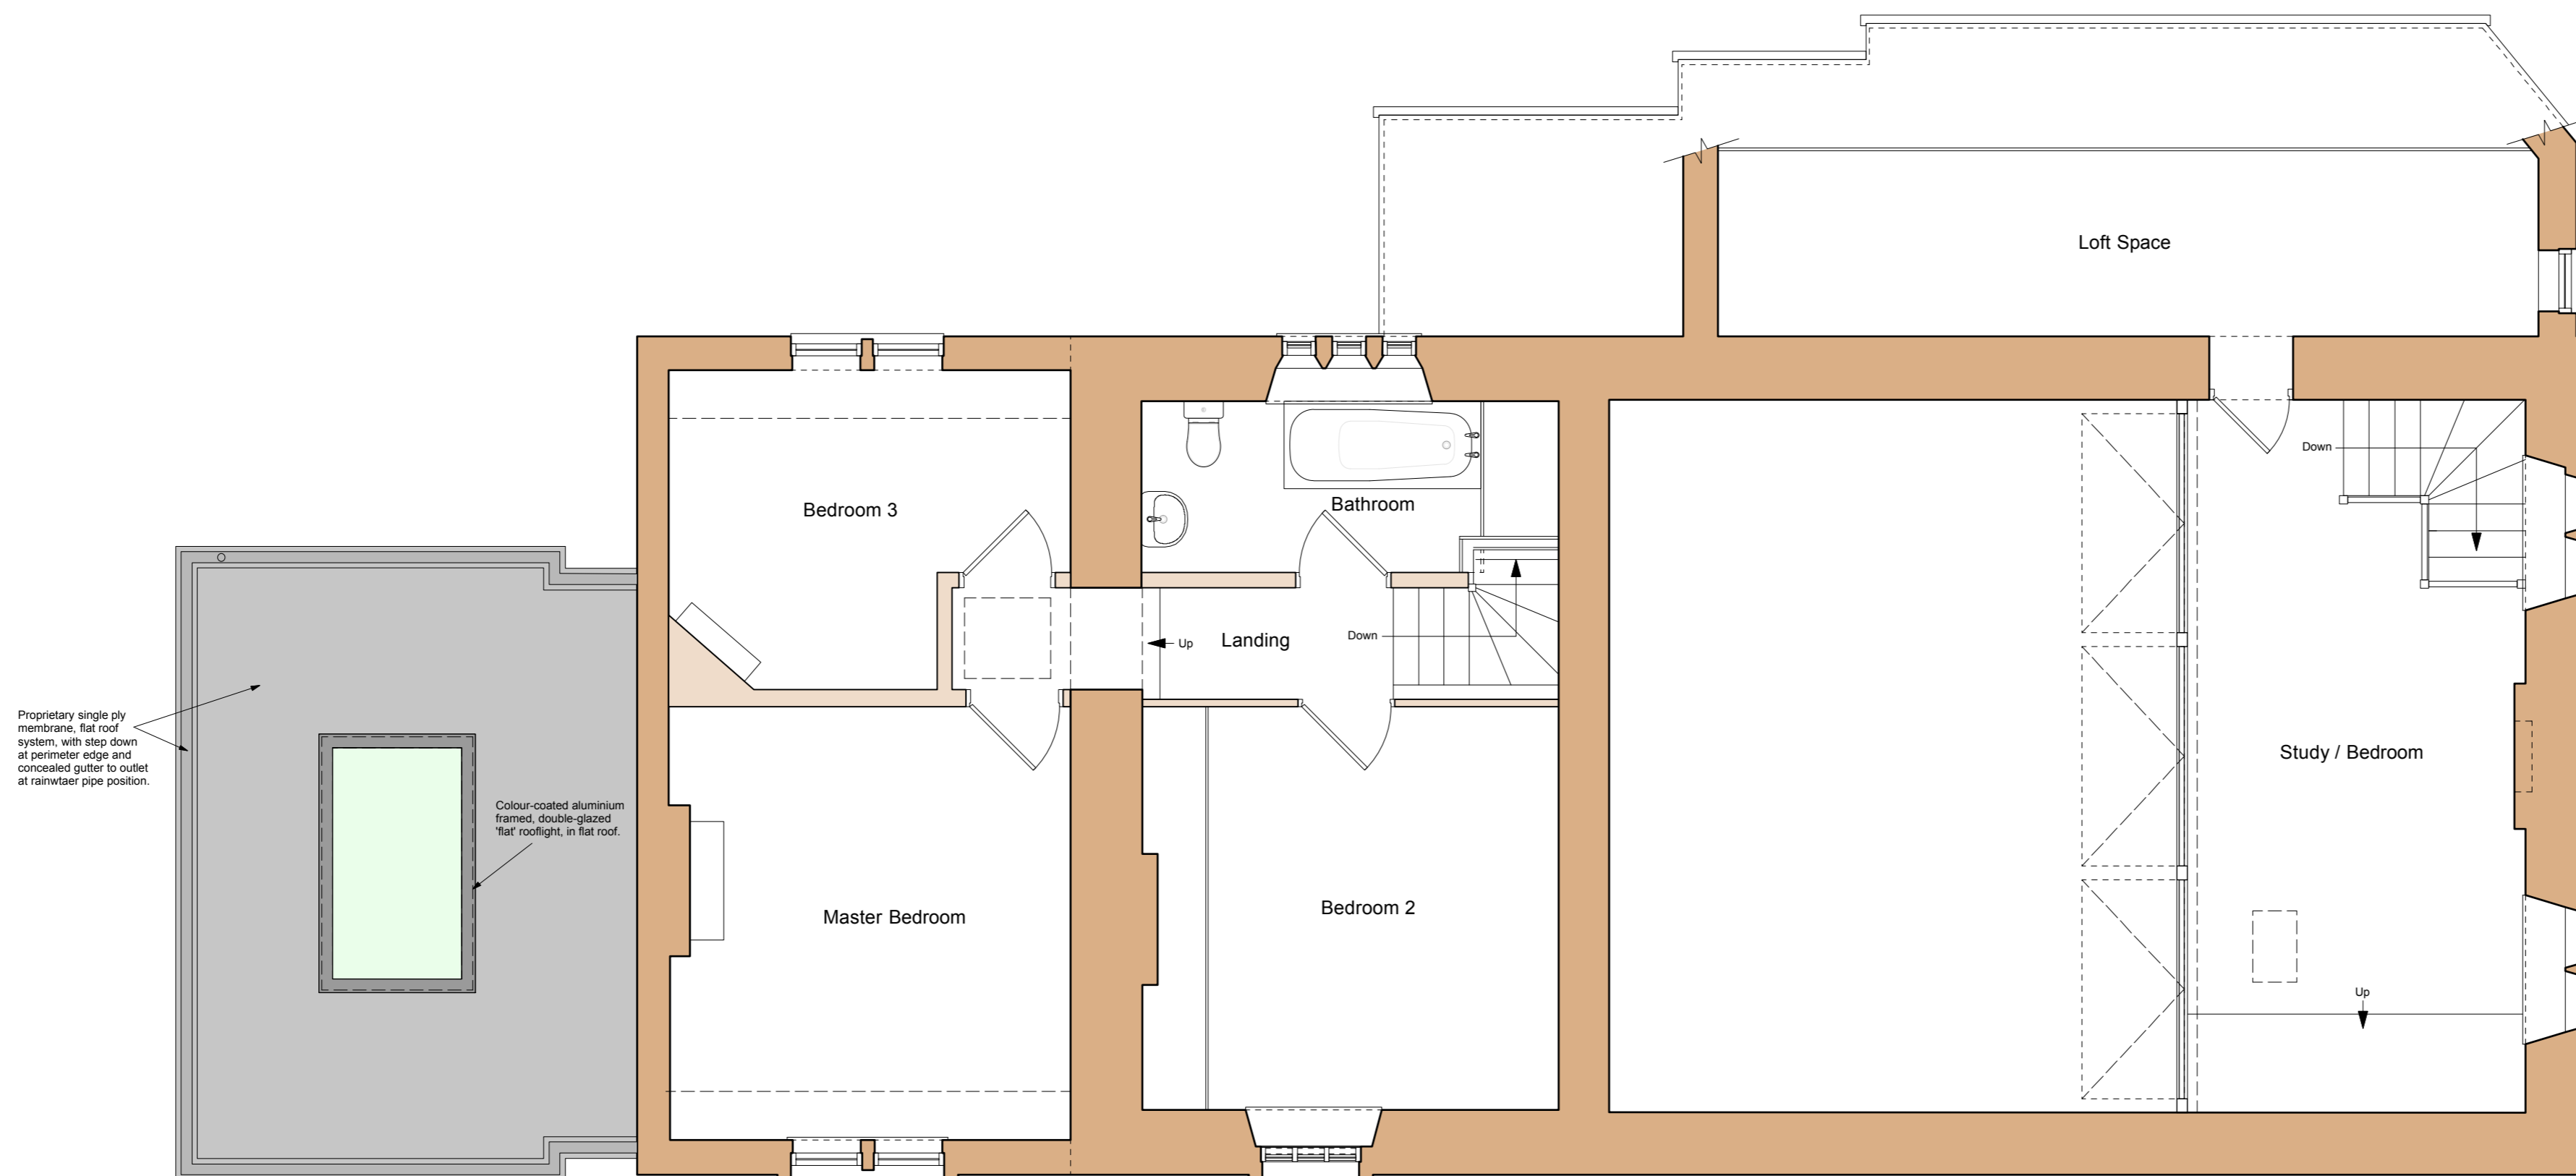 Loft Space
Down
Bedroom 3
Bathroom
Up
Landing
Down
Proprietary single ply
membrane, flat roof
system, with step down
at perimeter edge and
concealed gutter to outlet
at rainwtaer pipe position.
Colour-coated aluminium
framed, double-glazed
'flat' rooflight, in flat roof.
Study / Bedroom
Master Bedroom
Bedroom 2
Up